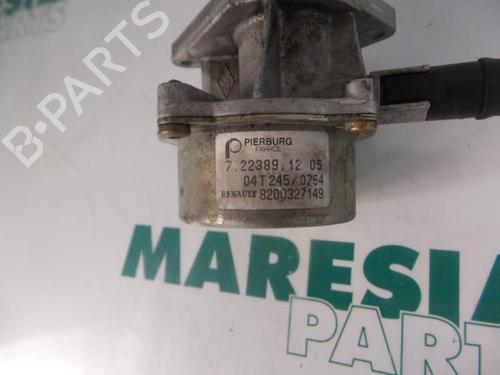 B-PARTS
PIERBURG
FRANCE
7.22389.12 05
04T245/0754
RENAULT 8200327149
MARESIA
PART